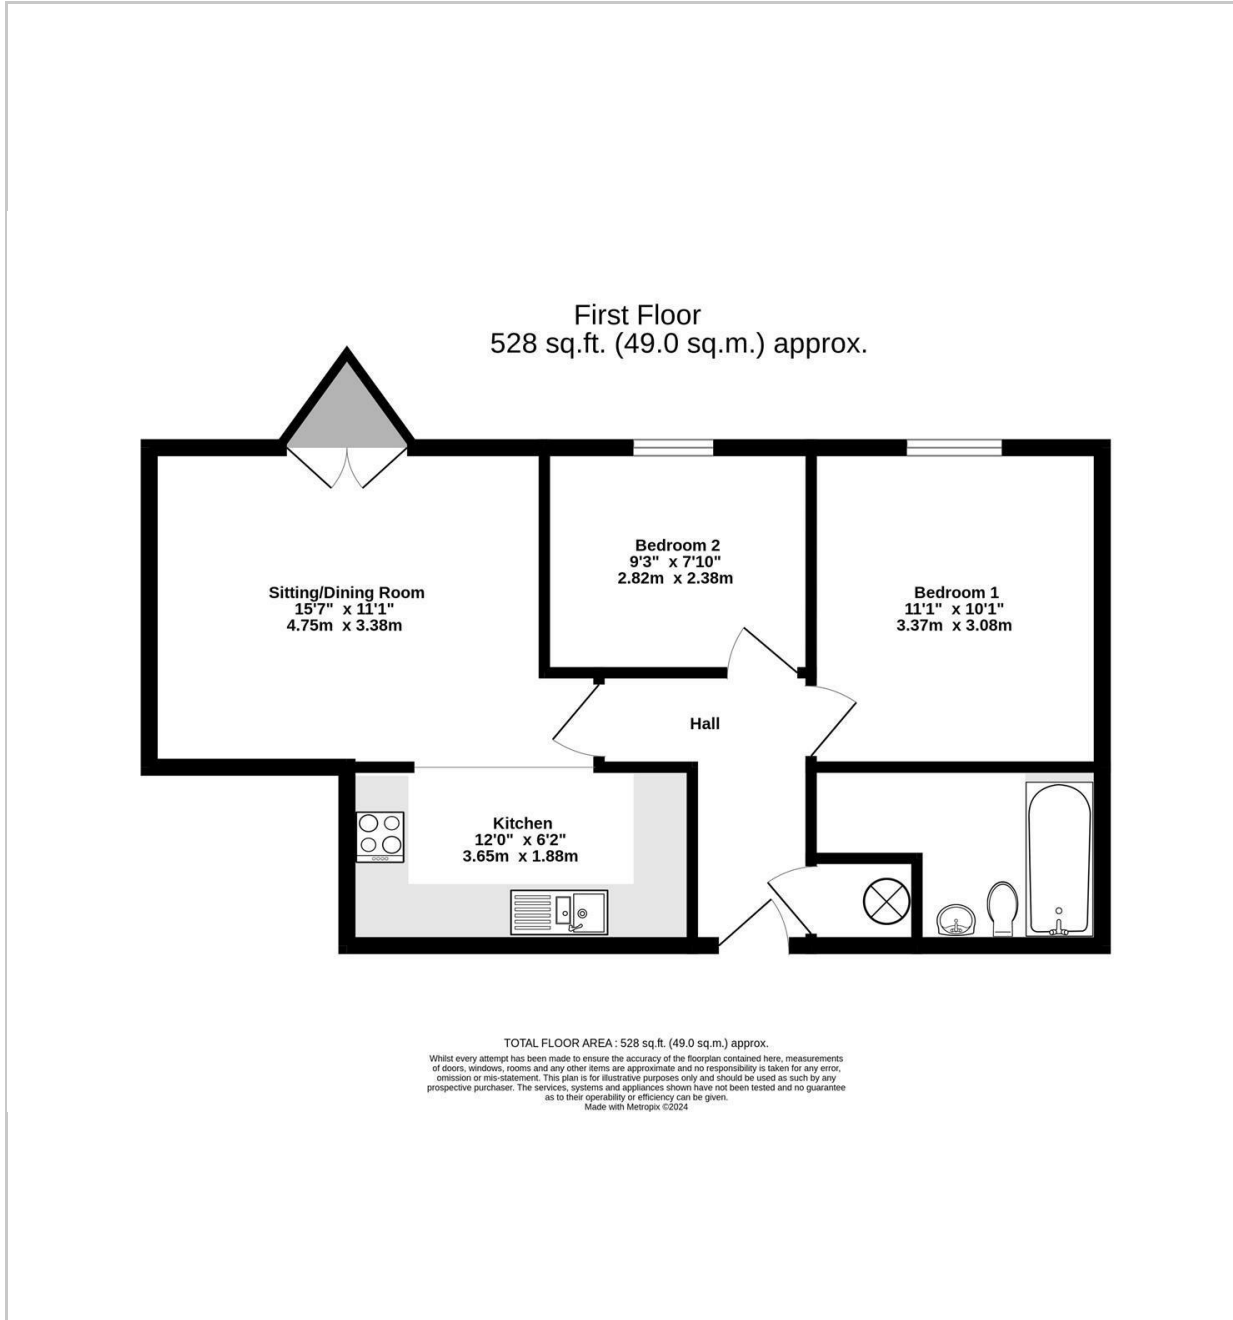 First Floor
528 sq.ft. (49.0 sq.m.) approx.
Bedroom 2
9'3" x 7'10"
2.82m x 2.38m
Sitting/Dining Room
15'7" x 11'1"
4.75m x 3.38m
Bedroom 1
11'1" x 10'1"
3.37m x 3.08m
Hall
Kitchen
12'0" x 6'2"
3.65m x 1.88m
TOTAL FLOOR AREA : 528 sq.ft. (49.0 sq.m.) approx.
Whilst every attempt has been made to ensure the accuracy of the floorplan contained here, measurements
of doors, windows, rooms and any other items are approximate and no responsibility is taken for any error,
omission or mis-statement. This plan is for illustrative purposes only and should be used as such by any
prospective purchaser. The services, systems and appliances shown have not been tested and no guarantee
as to their operability or efficiency can be given.
Made with Metropix ©2024